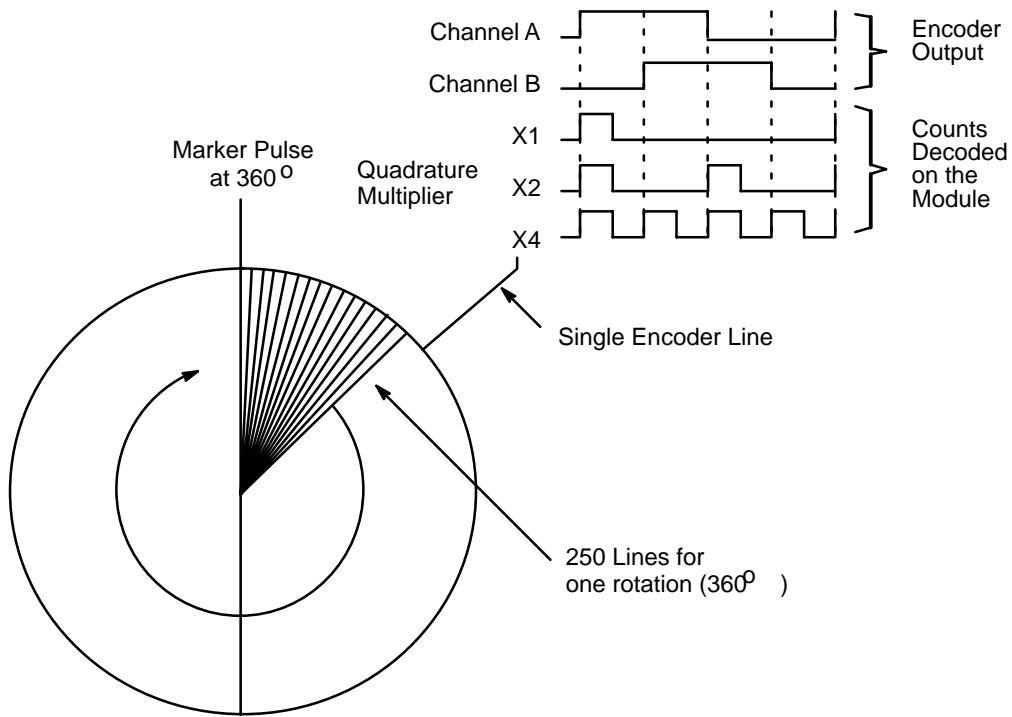 Channel A
Channel B
Encoder
Output
X1
X2
X4
Counts
Decoded
on the
Module
Quadrature
Multiplier
Marker Pulse
at 360°
Single Encoder Line
250 Lines for
one rotation (360° )